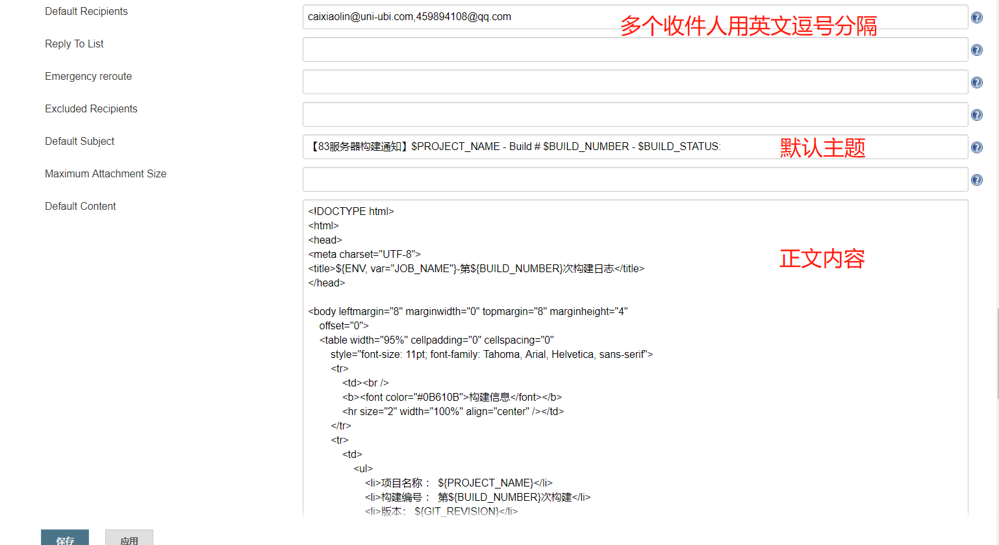 Default Recipients
caixiaolin@uni-ubi.com,459894108@qq.com
多个收件人用英文逗号分隔
Reply To List
Emergency reroute
Excluded Recipients
Default Subject
【83服务器构建通知】$PROJECT_NAME - Build # $BUILD_NUMBER - $BUILD_STATUS:
默认主题
Maximum Attachment Size
Default Content
<!DOCTYPE html>
<html>
<head>
<meta charset="UTF-8">
<title>${ENV, var="JOB_NAME"}-第${BUILD_NUMBER}次构建日志</title>
</head>
正文内容
<body leftmargin="8" marginwidth="0" topmargin="8" marginheight="4"
offset="0">
<table width="95%" cellpadding="0" cellspacing="0"
style="font-size: 11pt; font-family: Tahoma, Arial, Helvetica, sans-serif">
<tr>
<td><br />
<b><font color="#0B610B">构建信息</font></b>
<hr size="2" width="100%" align="center" /></td>
</tr>
<tr>
<td>
<ul>
<li>项目名称 ： ${PROJECT_NAME}</li>
<li>构建编号 ： 第${BUILD_NUMBER}次构建</li>
<li>版本： ${GIT_REVISION}</li>
保存
应用